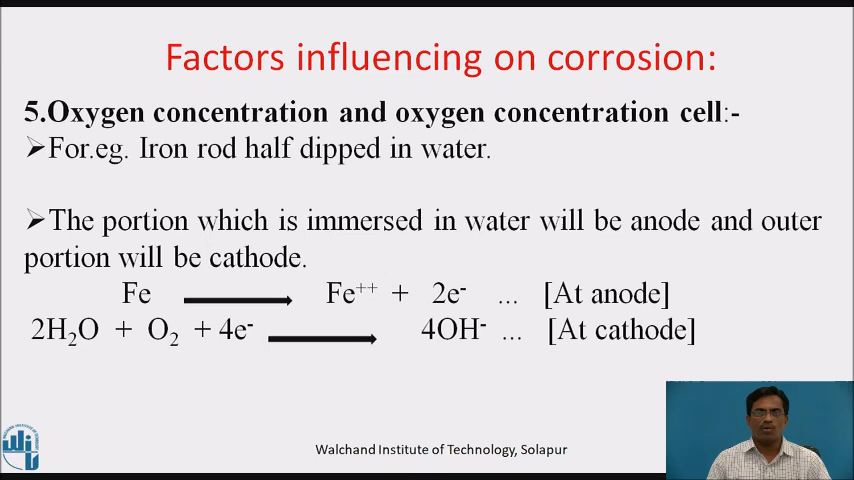 Factors influencing on corrosion:
5.Oxygen concentration and oxygen concentration cell:-
➢For.eg. Iron rod half dipped in water.
➢The portion which is immersed in water will be anode and outer
portion will be cathode.
Fe ⟶ Fe⁺⁺ + 2e⁻ ... [At anode]
2H₂O + O₂ + 4e⁻ ⟶ 4OH⁻ ... [At cathode]
Walchand Institute of Technology, Solapur